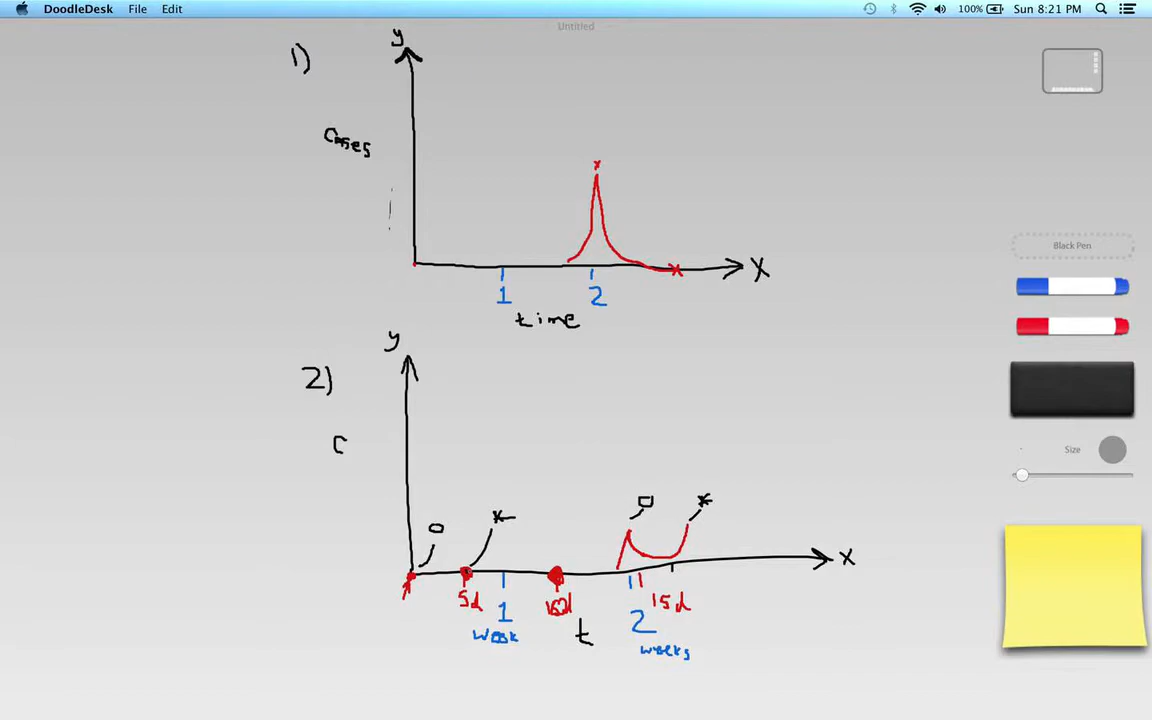 DoodleDesk File Edit 100% Sun 8:21 PM
Untitled
1)
y
Cases
x
x
X
1 2
time
Black Pen
Size
2)
y
C
X
5d
15d
1
week
t
2
weeks